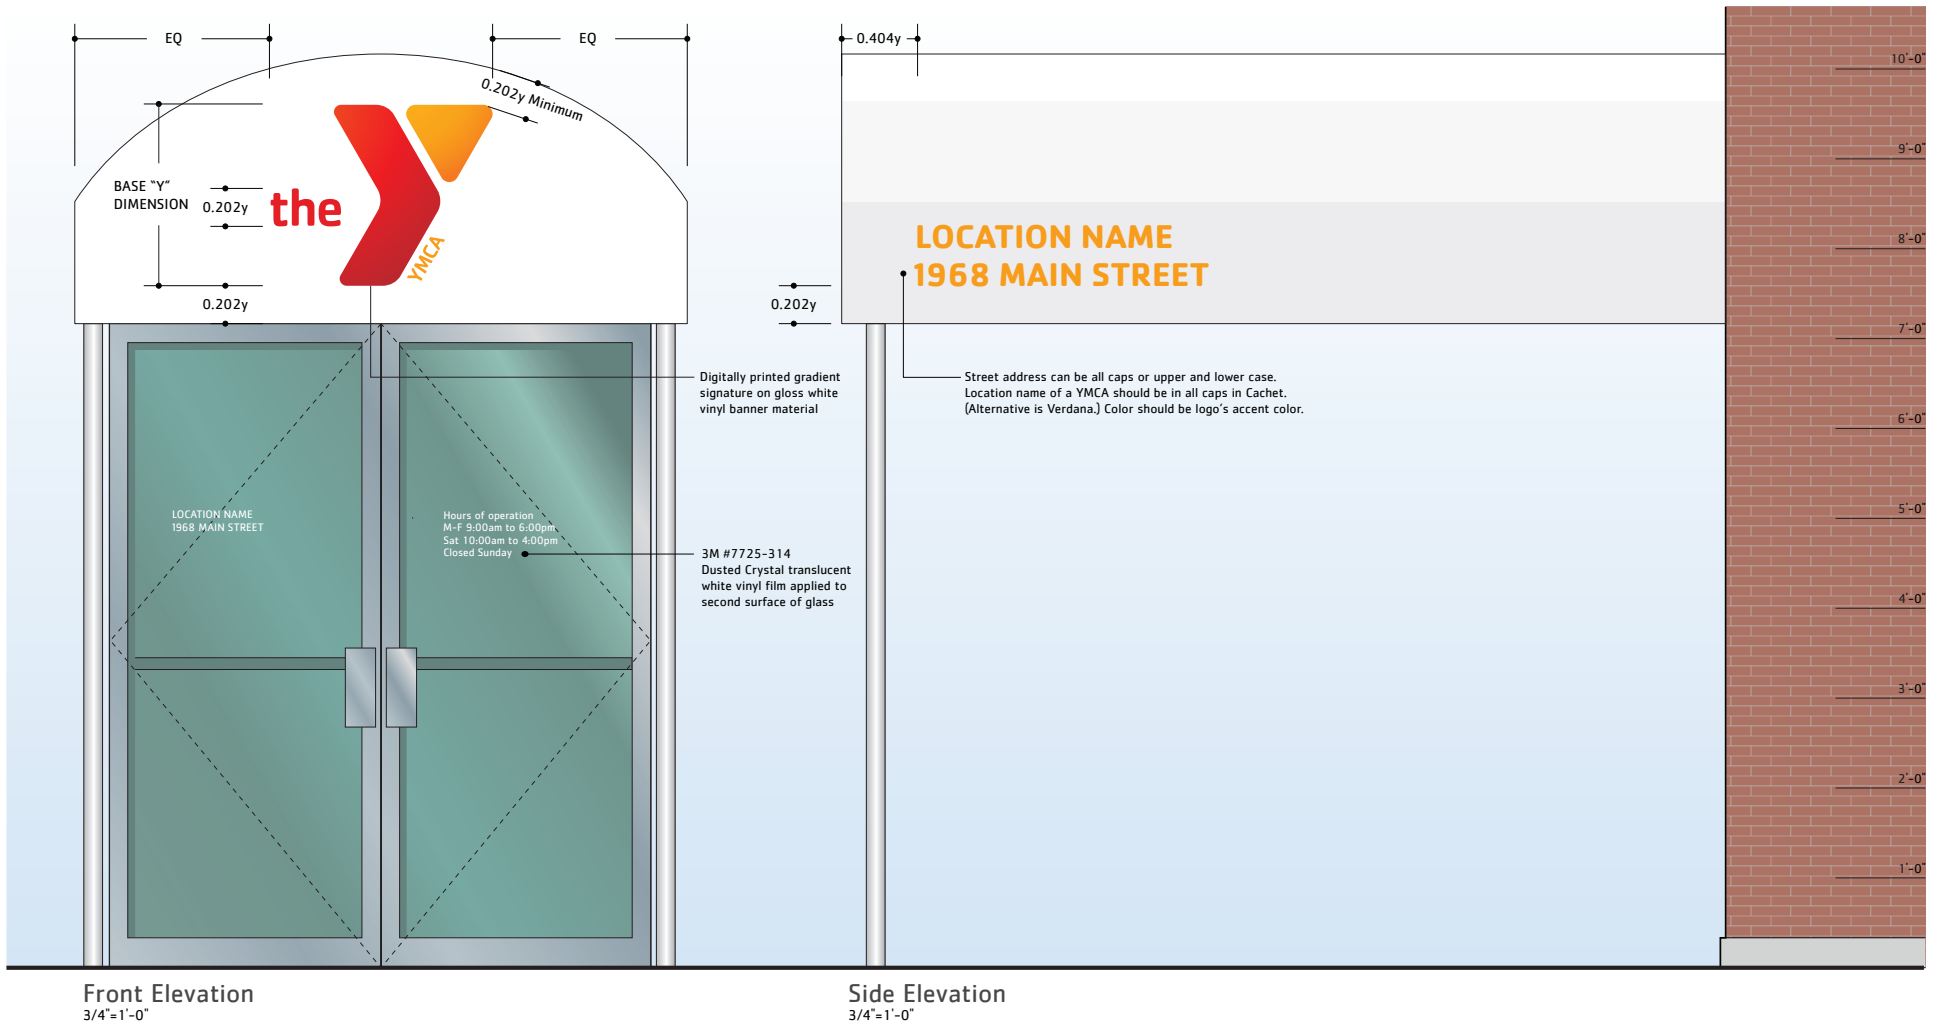 EQ
EQ
0.202y Minimum
BASE “Y”
DIMENSION
0.202y
the
YMCA
0.202y
Digitally printed gradient
signature on gloss white
vinyl banner material
LOCATION NAME
1968 MAIN STREET
Hours of operation
M-F 9:00am to 6:00pm
Sat 10:00am to 4:00pm
Closed Sunday
3M #7725-314
Dusted Crystal translucent
white vinyl film applied to
second surface of glass
Front Elevation
3/4"=1'-0"
0.404y
LOCATION NAME
1968 MAIN STREET
0.202y
Street address can be all caps or upper and lower case.
Location name of a YMCA should be in all caps in Cachet.
(Alternative is Verdana.) Color should be logo’s accent color.
10'-0"
9'-0"
8'-0"
7'-0"
6'-0"
5'-0"
4'-0"
3'-0"
2'-0"
1'-0"
Side Elevation
3/4"=1'-0"